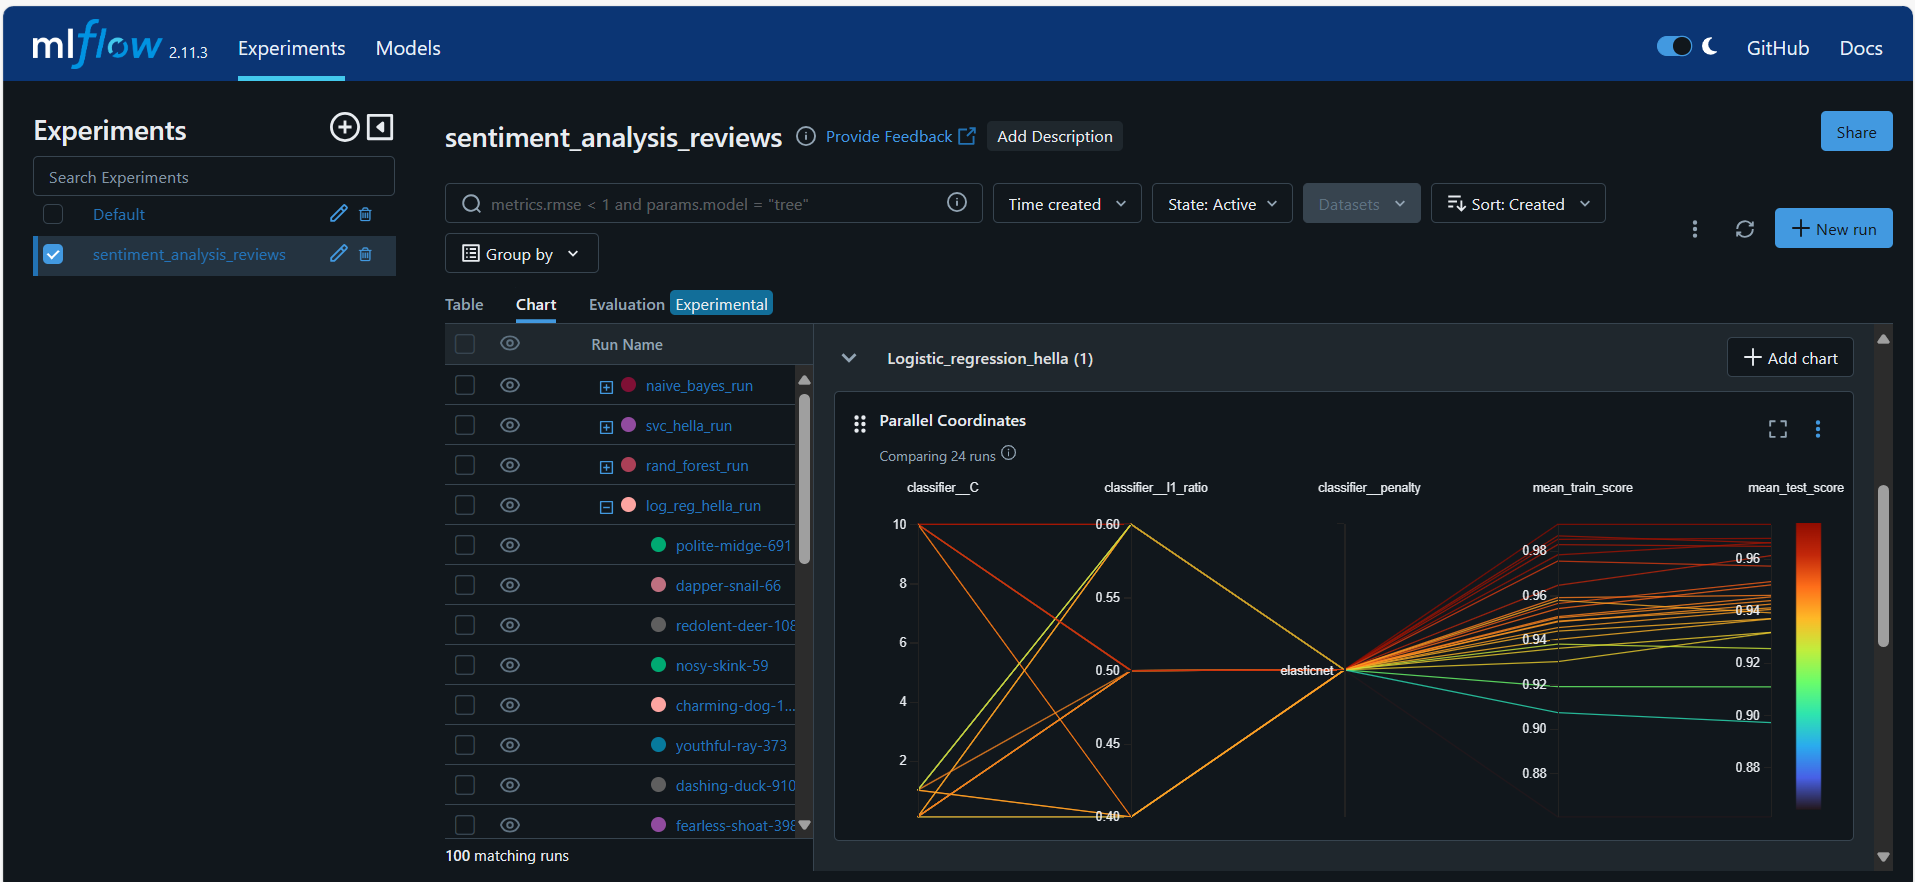 mlflow 2.11.3 Experiments Models GitHub Docs
Experiments
Search Experiments
Default
sentiment_analysis_reviews
sentiment_analysis_reviews Provide Feedback Add Description Share
metrics.rmse < 1 and params.model = "tree" Time created State: Active Datasets Sort: Created
New run
Group by
Table Chart Evaluation Experimental
Run Name
naive_bayes_run
svc_hella_run
rand_forest_run
log_reg_hella_run
polite-midge-691
dapper-snail-66
redolent-deer-108
nosy-skink-59
charming-dog-1...
youthful-ray-373
dashing-duck-910
fearless-shoat-398
100 matching runs
Logistic_regression_hella (1) Add chart
Parallel Coordinates
Comparing 24 runs
classifier__C classifier__l1_ratio classifier__penalty mean_train_score mean_test_score
10
8
6
4
2
0.60
0.55
0.50
0.45
0.40
elasticnet
0.98
0.96
0.94
0.92
0.90
0.88
0.96
0.94
0.92
0.90
0.88